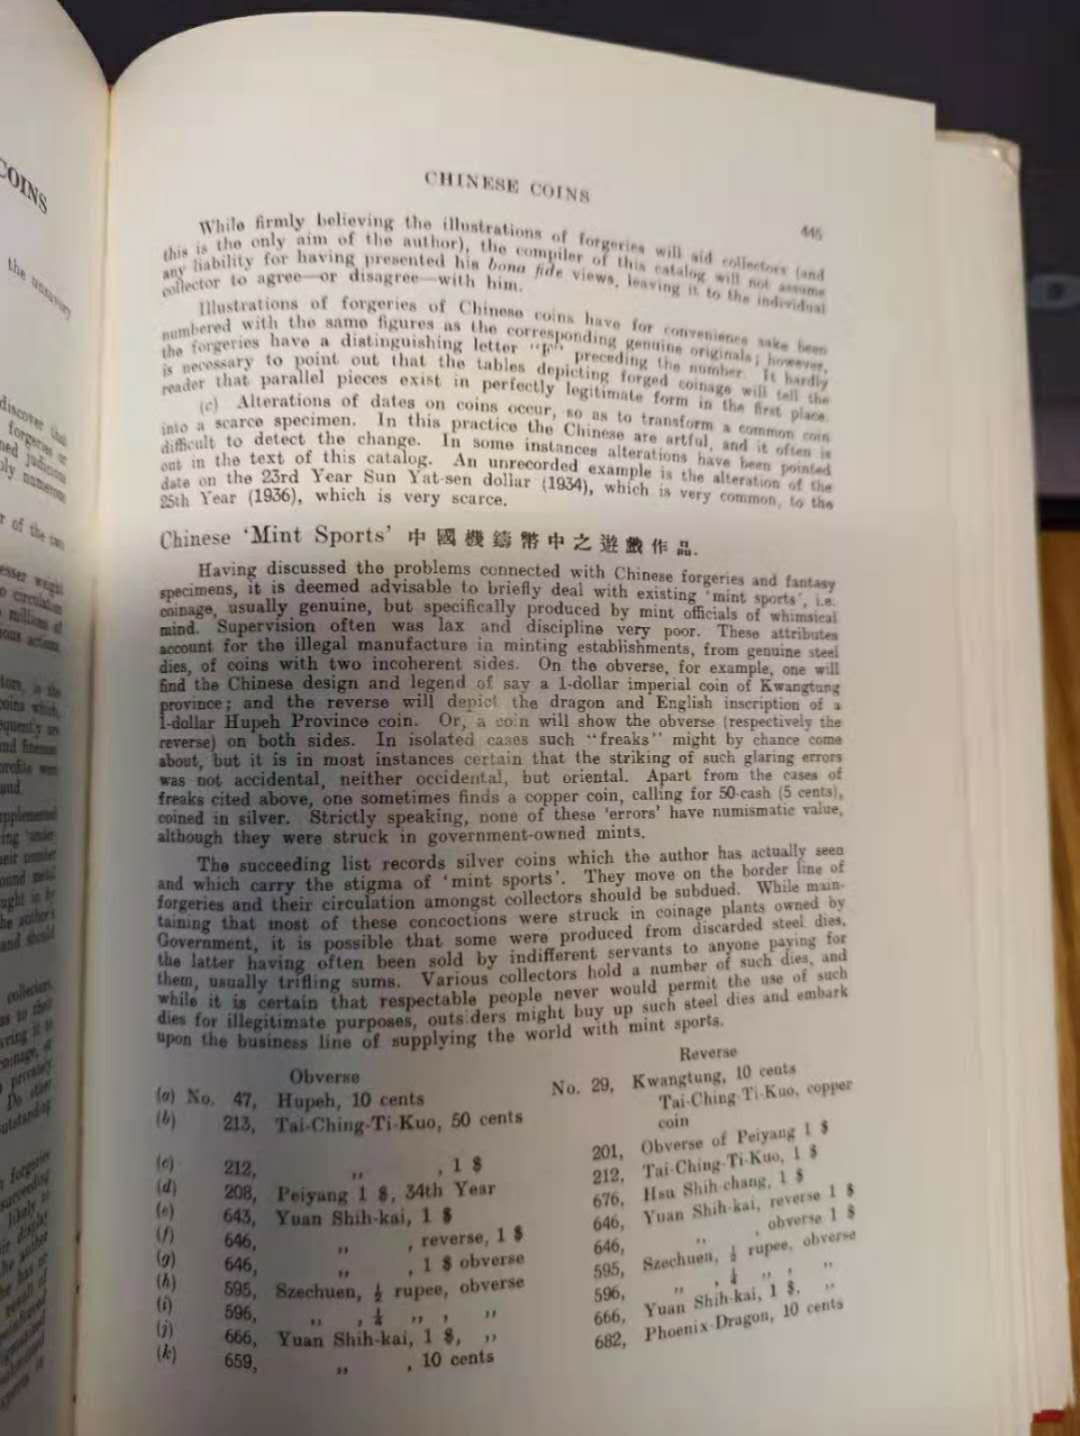 COINS
the unsavory
discover that
forgeries or
judicious
numerous
of the two
CHINESE COINS
445
While firmly believing the illustrations of forgeries will aid collectors (and
this is the only aim of the author), the compiler of this catalog will not assume
any liability for having presented his bona fide views, leaving it to the individual
collector to agree—or disagree—with him.
Illustrations of forgeries of Chinese coins have for convenience sake been
numbered with the same figures as the corresponding genuine originals; however,
the forgeries have a distinguishing letter "F" preceding the number. It hardly
is necessary to point out that the tables depicting forged coinage will tell the
reader that parallel pieces exist in perfectly legitimate form in the first place.
(c) Alterations of dates on coins occur, so as to transform a common coin
into a scarce specimen. In this practice the Chinese are artful, and it often is
difficult to detect the change. In some instances alterations have been pointed
out in the text of this catalog. An unrecorded example is the alteration of the
date on the 23rd Year Sun Yat-sen dollar (1934), which is very common, to the
25th Year (1936), which is very scarce.
Chinese 'Mint Sports' 中國機鑄幣中之遊戲作品.
Having discussed the problems connected with Chinese forgeries and fantasy
specimens, it is deemed advisable to briefly deal with existing 'mint sports', i.e.
coinage, usually genuine, but specifically produced by mint officials of whimsical
mind. Supervision often was lax and discipline very poor. These attributes
account for the illegal manufacture in minting establishments, from genuine steel
dies, of coins with two incoherent sides. On the obverse, for example, one will
find the Chinese design and legend of say a 1-dollar imperial coin of Kwangtung
province; and the reverse will depict the dragon and English inscription of a
1-dollar Hupeh Province coin. Or, a coin will show the obverse (respectively the
reverse) on both sides. In isolated cases such "freaks" might by chance come
about, but it is in most instances certain that the striking of such glaring errors
was not accidental, neither occidental, but oriental. Apart from the cases of
freaks cited above, one sometimes finds a copper coin, calling for 50-cash (5 cents),
coined in silver. Strictly speaking, none of these 'errors' have numismatic value,
although they were struck in government-owned mints.
The succeeding list records silver coins which the author has actually seen
and which carry the stigma of 'mint sports'. They move on the border line of
forgeries and their circulation amongst collectors should be subdued. While main-
taining that most of these concoctions were struck in coinage plants owned by
Government, it is possible that some were produced from discarded steel dies,
the latter having often been sold by indifferent servants to anyone paying for
them, usually trifling sums. Various collectors hold a number of such dies, and
while it is certain that respectable people never would permit the use of such
dies for illegitimate purposes, outsiders might buy up such steel dies and embark
upon the business line of supplying the world with mint sports.
Obverse Reverse
(a) No. 47, Hupeh, 10 cents No. 29, Kwangtung, 10 cents
(b) 213, Tai-Ching-Ti-Kuo, 50 cents Tai-Ching-Ti-Kuo, copper
coin
(c) 212, ,, , 1 $ 201, Obverse of Peiyang 1 $
(d) 208, Peiyang 1 $, 34th Year 212, Tai-Ching-Ti-Kuo, 1 $
(e) 643, Yuan Shih-kai, 1 $ 676, Hsu Shih-chang, 1 $
(f) 646, ,, , reverse, 1 $ 646, Yuan Shih-kai, reverse 1 $
(g) 646, ,, , 1 $ obverse 646, ,, , obverse 1 $
(h) 595, Szechuen, ½ rupee, obverse 595, Szechuen, ½ rupee, obverse
(i) 596, ,, , ¼ ,, , ,, 596, ,, , ¼ ,, , ,,
(j) 666, Yuan Shih-kai, 1 $, ,, 666, Yuan Shih-kai, 1 $, ,,
(k) 659, ,, , 10 cents 682, Phoenix-Dragon, 10 cents